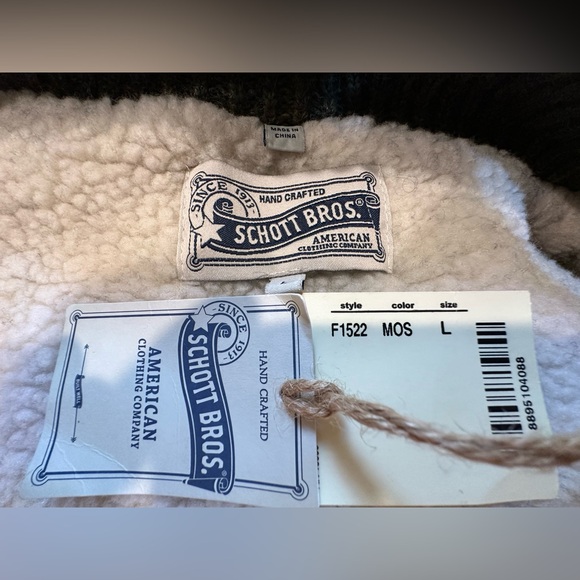 MADE IN
CHINA
SINCE 1913
HAND CRAFTED
SCHOTT BROS.®
AMERICAN
CLOTHING COMPANY
L
SINCE 1913
HAND CRAFTED
SCHOTT BROS.®
AMERICAN
CLOTHING COMPANY
style color size
F1522 MOS L
8895104088